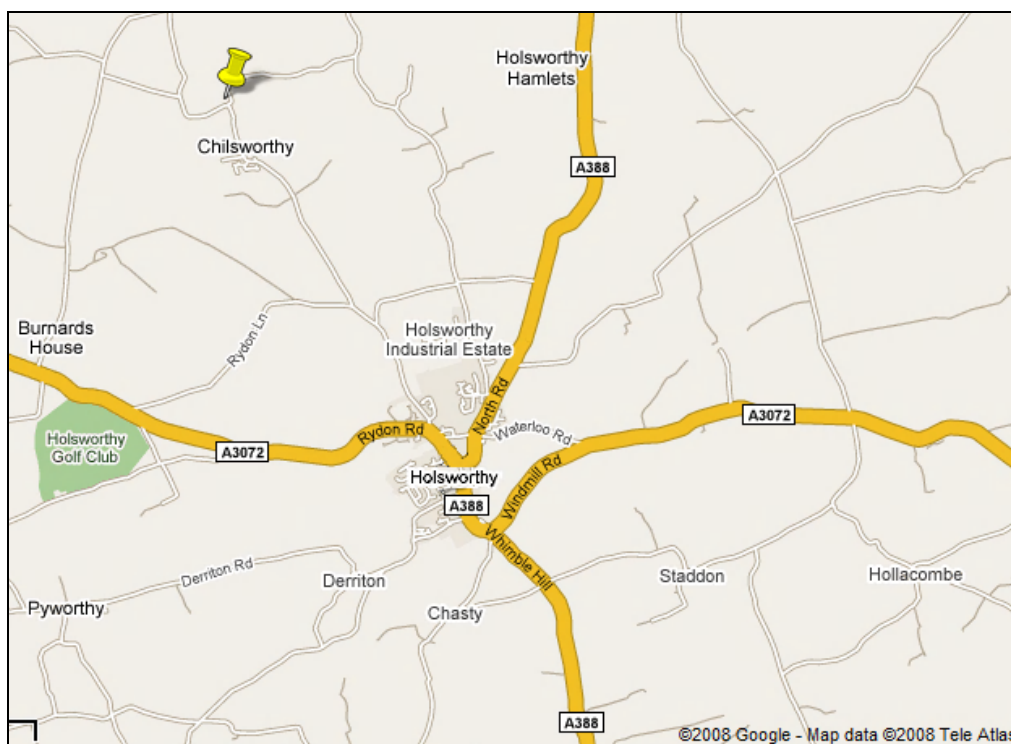 Holsworthy
Hamlets
Chilsworthy
A388
Rydon Ln
Burnards
House
Holsworthy
Industrial Estate
North Rd
Holsworthy
Golf Club
A3072
Rydon Rd
Waterloo Rd
A3072
Windmill Rd
Holsworthy
A388
Whimble Hill
Derriton Rd
Derriton
Staddon
Hollacombe
Pyworthy
Chasty
A388
©2008 Google - Map data ©2008 Tele Atlas